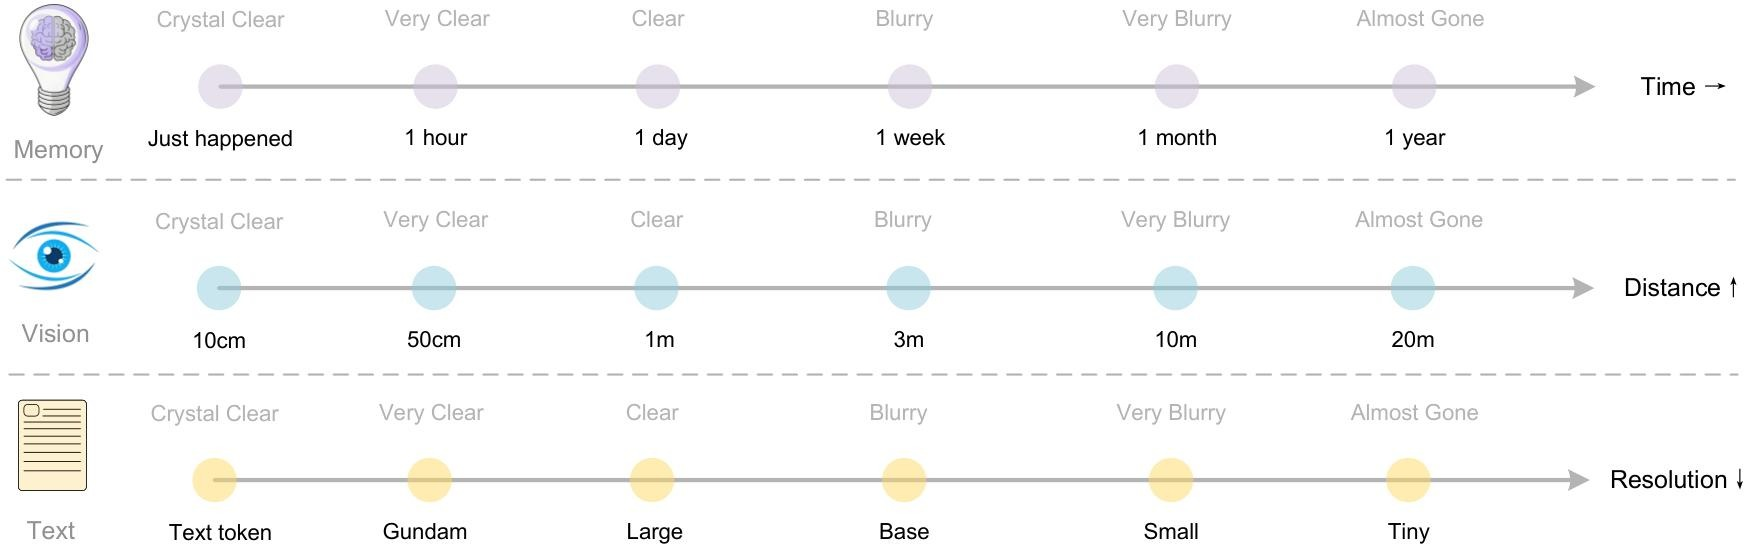 Crystal Clear Very Clear Clear Blurry Very Blurry Almost Gone
Time →
Just happened 1 hour 1 day 1 week 1 month 1 year
Memory
Crystal Clear Very Clear Clear Blurry Very Blurry Almost Gone
Distance ↑
Vision
10cm 50cm 1m 3m 10m 20m
Crystal Clear Very Clear Clear Blurry Very Blurry Almost Gone
Resolution ↓
Text
Text token Gundam Large Base Small Tiny